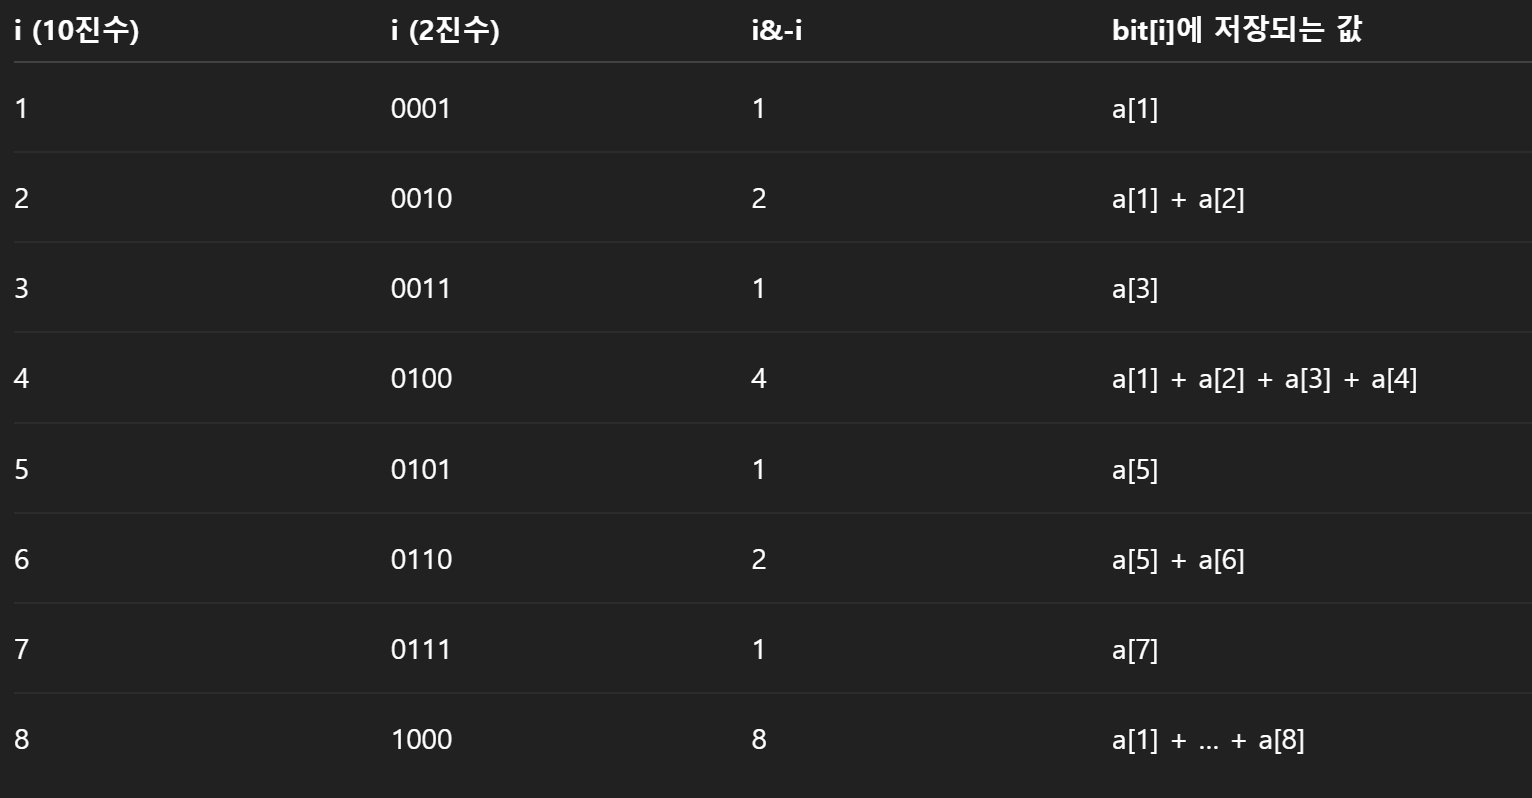 i (10진수) i (2진수) i&-i bit[i]에 저장되는 값
1 0001 1 a[1]
2 0010 2 a[1] + a[2]
3 0011 1 a[3]
4 0100 4 a[1] + a[2] + a[3] + a[4]
5 0101 1 a[5]
6 0110 2 a[5] + a[6]
7 0111 1 a[7]
8 1000 8 a[1] + ... + a[8]